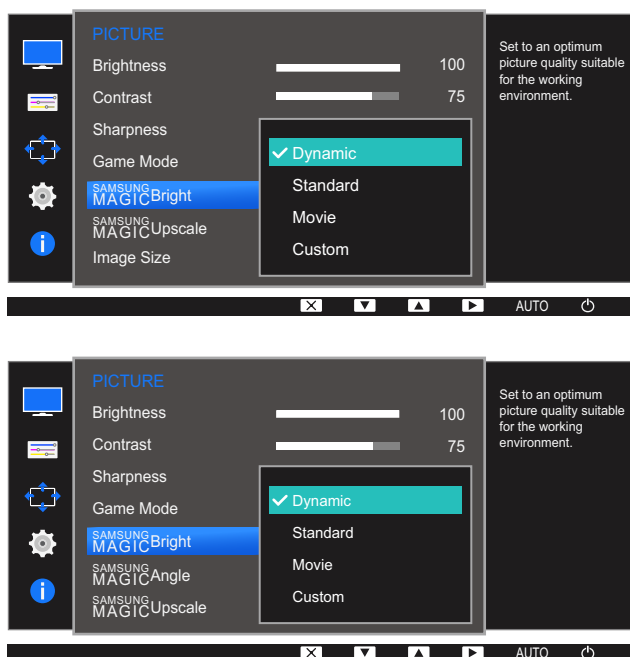 PICTURE
Brightness 100
Contrast 75
Sharpness
Game Mode
SAMSUNG
MAGICBright
SAMSUNG
MAGICUpscale
Image Size
Dynamic
Standard
Movie
Custom
Set to an optimum
picture quality suitable
for the working
environment.
AUTO
PICTURE
Brightness 100
Contrast 75
Sharpness
Game Mode
SAMSUNG
MAGICBright
SAMSUNG
MAGICAngle
SAMSUNG
MAGICUpscale
Dynamic
Standard
Movie
Custom
Set to an optimum
picture quality suitable
for the working
environment.
AUTO